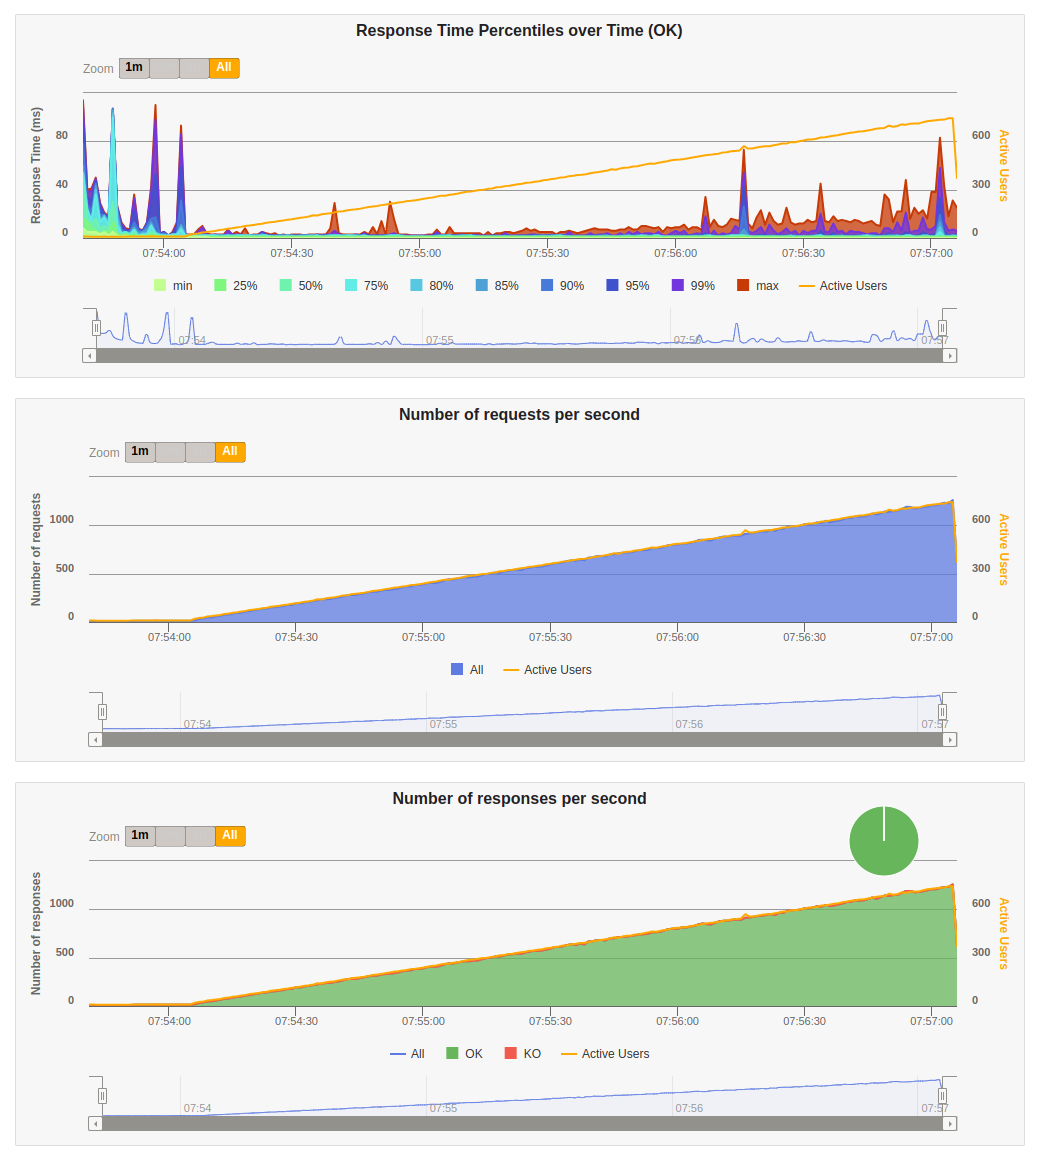 Response Time Percentiles over Time (OK)
Zoom 1m All
Response Time (ms)
80
40
0
600
300
0
Active Users
07:54:00 07:54:30 07:55:00 07:55:30 07:56:00 07:56:30 07:57:00
min 25% 50% 75% 80% 85% 90% 95% 99% max Active Users
07:54 07:55 07:56 07:57
Number of requests per second
Zoom 1m All
Number of requests
1000
500
0
600
300
0
Active Users
07:54:00 07:54:30 07:55:00 07:55:30 07:56:00 07:56:30 07:57:00
All Active Users
07:54 07:55 07:56 07:57
Number of responses per second
Zoom 1m All
Number of responses
1000
500
0
600
300
0
Active Users
07:54:00 07:54:30 07:55:00 07:55:30 07:56:00 07:56:30 07:57:00
All OK KO Active Users
07:54 07:55 07:56 07:57